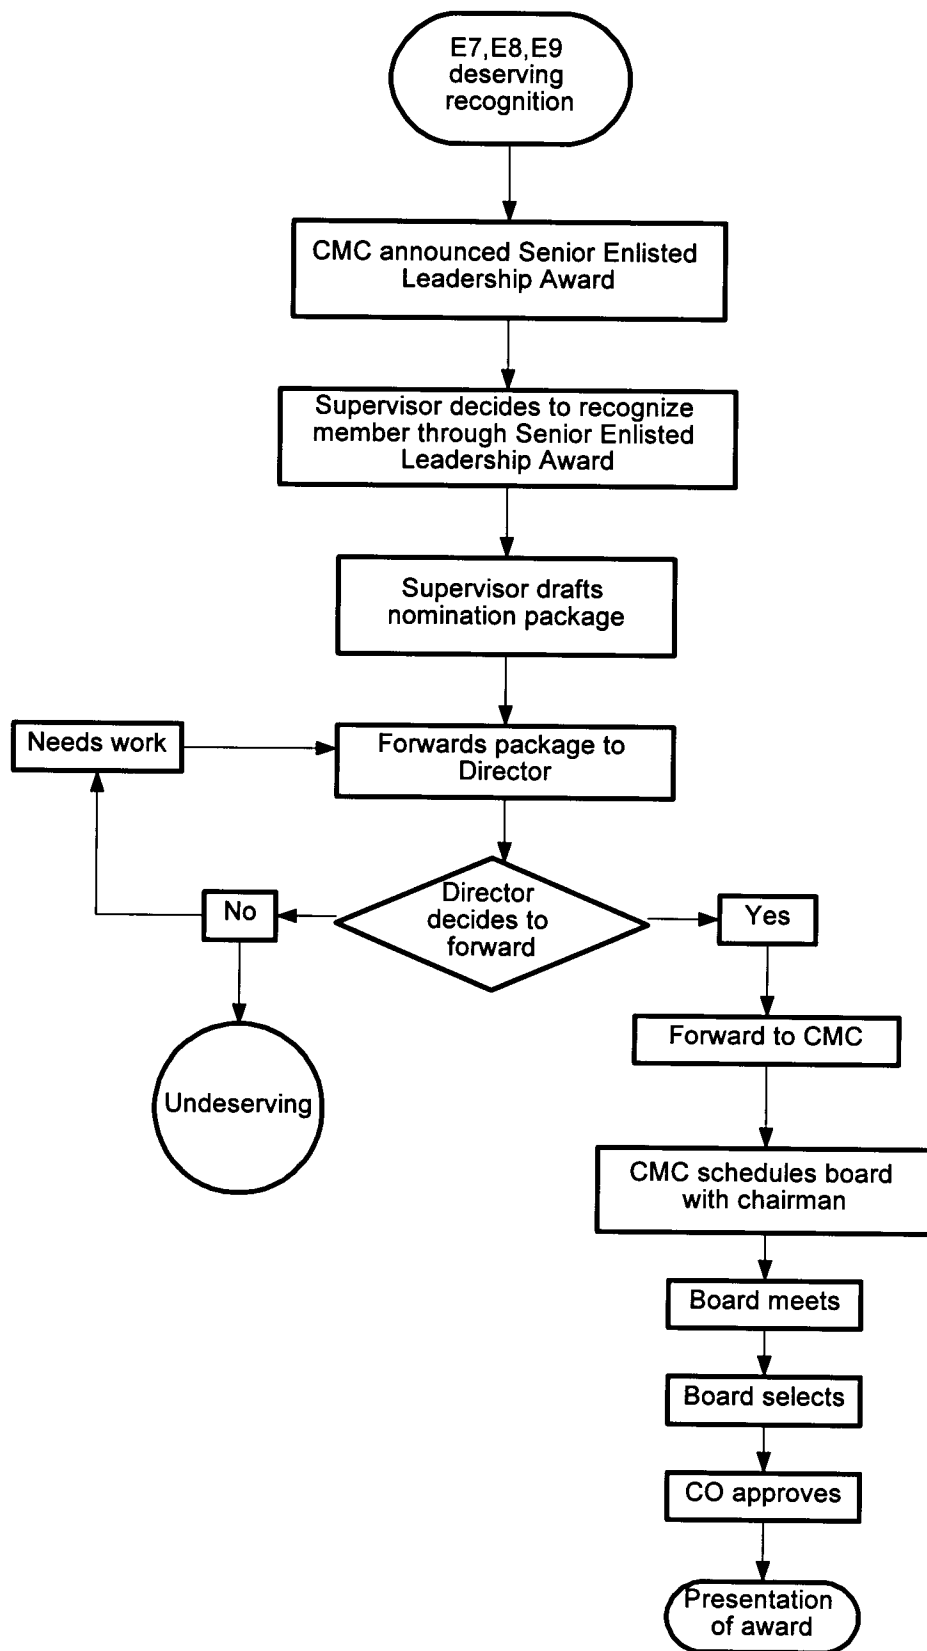 E7,E8,E9
deserving
recognition
CMC announced Senior Enlisted
Leadership Award
Supervisor decides to recognize
member through Senior Enlisted
Leadership Award
Supervisor drafts
nomination package
Needs work
Forwards package to
Director
Director
decides to
forward
No
Yes
Undeserving
Forward to CMC
CMC schedules board
with chairman
Board meets
Board selects
CO approves
Presentation
of award